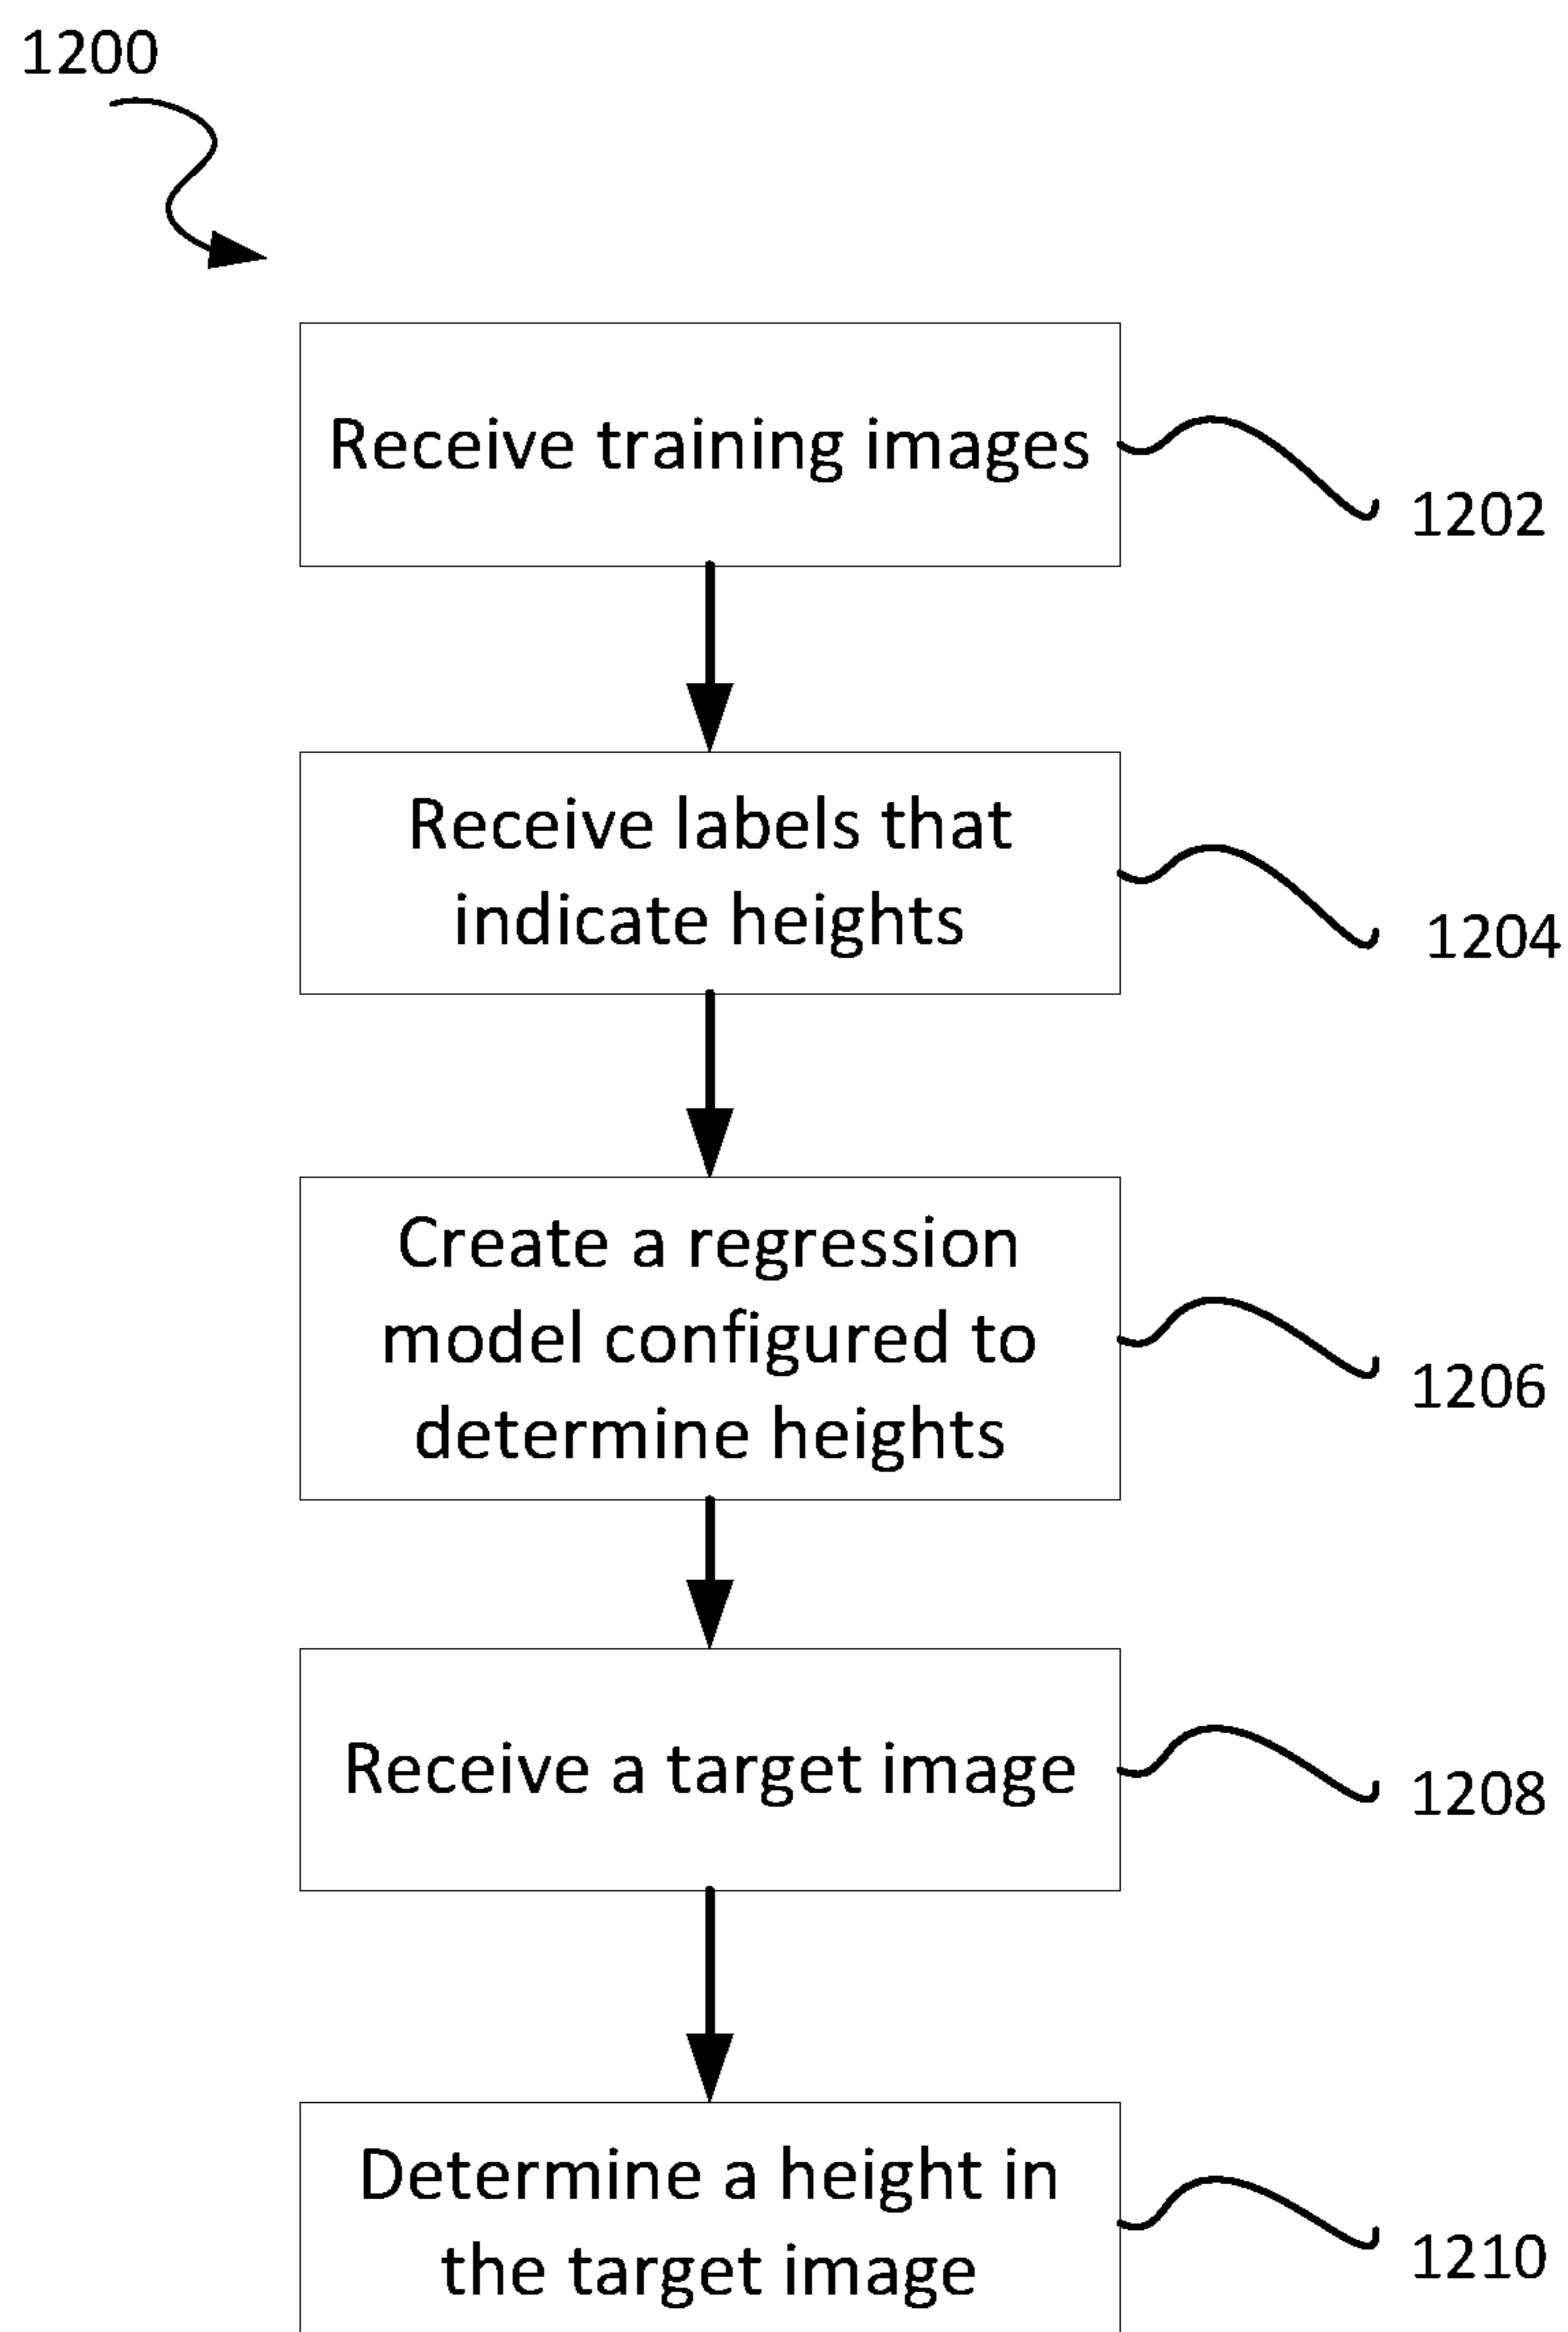 1200
Receive training images
1202
Receive labels that
indicate heights
1204
Create a regression
model configured to
determine heights
1206
Receive a target image
1208
Determine a height in
the target image
1210